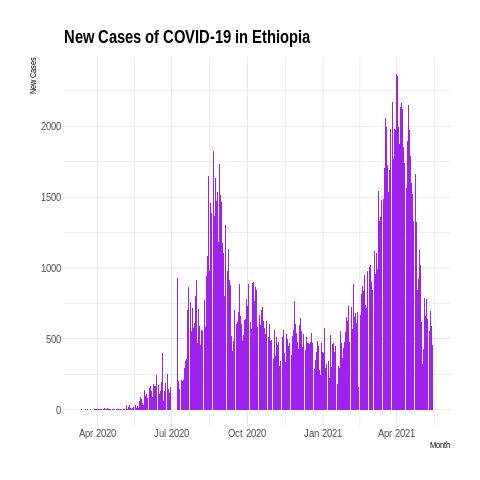 New Cases of COVID-19 in Ethiopia
New Cases
2000
1500
1000
500
0
Apr 2020 Jul 2020 Oct 2020 Jan 2021 Apr 2021
Month